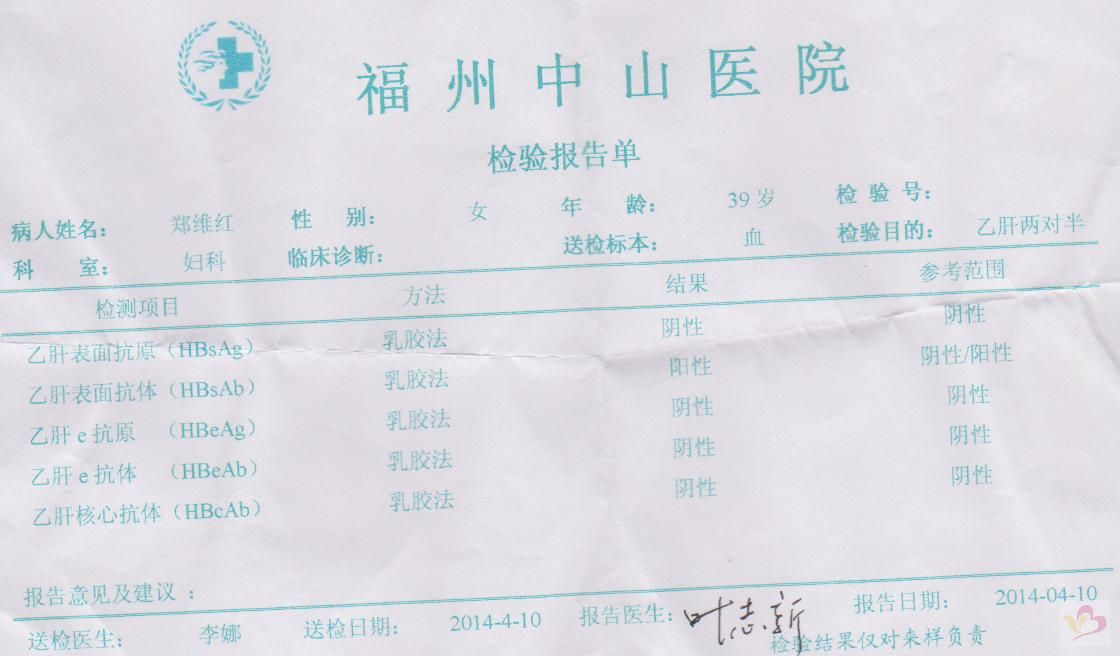 福州中山医院
检验报告单
病人姓名： 郑维红 性 别： 女 年 龄： 39岁 检 验 号：
科 室： 妇科 临床诊断： 送检标本： 血 检验目的： 乙肝两对半
检测项目 方法 结果 参考范围
乙肝表面抗原（HBsAg） 乳胶法 阴性 阴性
乙肝表面抗体（HBsAb） 乳胶法 阳性 阴性/阳性
乙肝 e 抗原 （HBeAg） 乳胶法 阴性 阴性
乙肝 e 抗体 （HBeAb） 乳胶法 阴性 阴性
乙肝核心抗体（HBcAb） 乳胶法 阴性 阴性
报告意见及建议 ：
送检医生： 李娜 送检日期： 2014-4-10 报告医生： 叶志新 报告日期： 2014-04-10
检验结果仅对来样负责